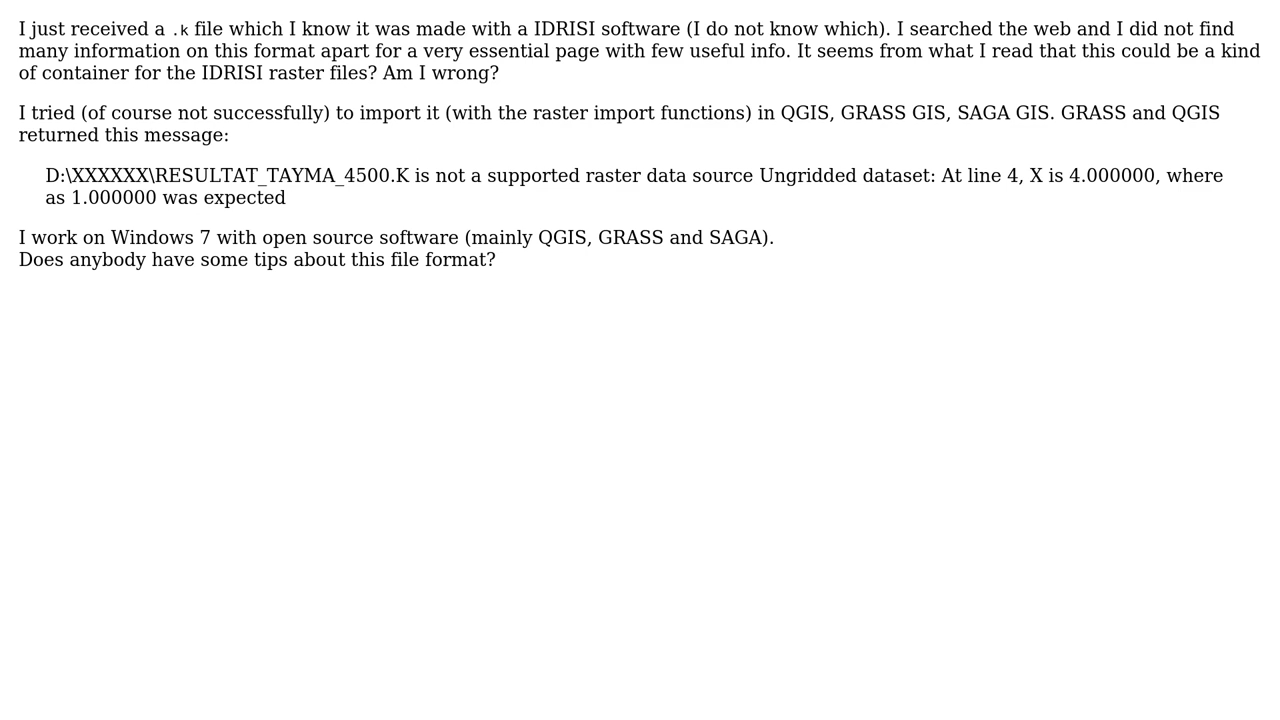 I just received a .k file which I know it was made with a IDRISI software (I do not know which). I searched the web and I did not find
many information on this format apart for a very essential page with few useful info. It seems from what I read that this could be a kind
of container for the IDRISI raster files? Am I wrong?
I tried (of course not successfully) to import it (with the raster import functions) in QGIS, GRASS GIS, SAGA GIS. GRASS and QGIS
returned this message:
D:\XXXXXX\RESULTAT_TAYMA_4500.K is not a supported raster data source Ungridded dataset: At line 4, X is 4.000000, where
as 1.000000 was expected
I work on Windows 7 with open source software (mainly QGIS, GRASS and SAGA).
Does anybody have some tips about this file format?